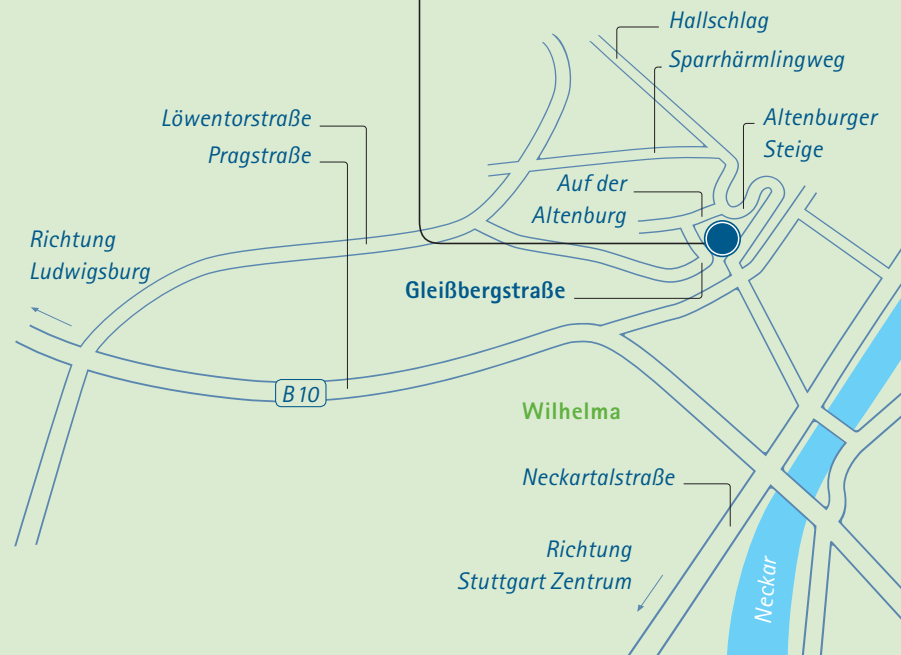 Hallschlag
Sparrhärmlingweg
Löwentorstraße
Altenburger
Steige
Pragstraße
Auf der
Altenburg
Richtung
Ludwigsburg
Gleißbergstraße
B 10
Wilhelma
Neckartalstraße
Richtung
Stuttgart Zentrum
Neckar